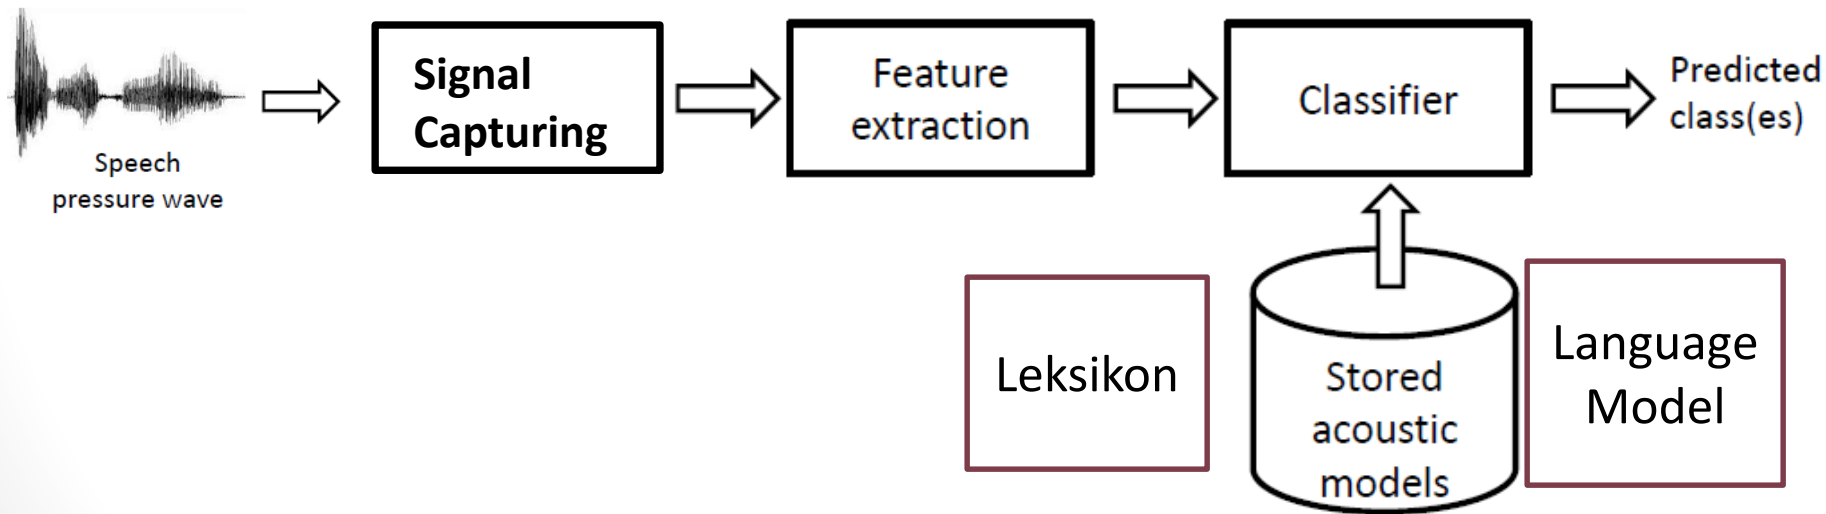 Speech
pressure wave
Signal
Capturing
Feature
extraction
Classifier
Predicted
class(es)
Leksikon
Stored
acoustic
models
Language
Model